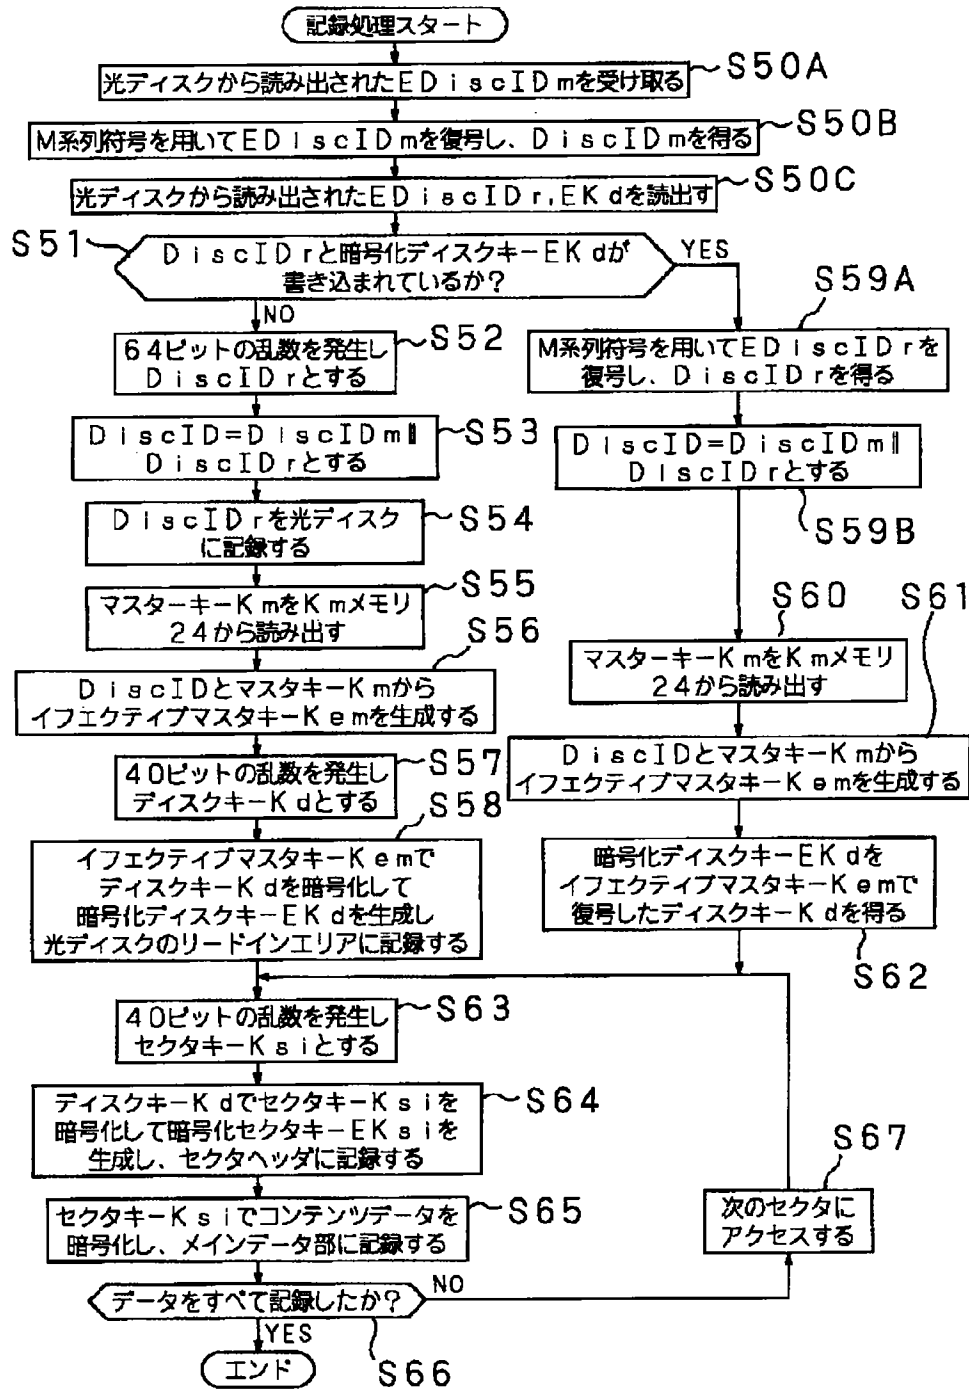 記録処理スタート
光ディスクから読み出されたEDiscIDmを受け取る
S50A
M系列符号を用いてEDiscIDmを復号し、DiscIDmを得る
S50B
光ディスクから読み出されたEDiscIDr,EKdを読出す
S50C
S51
DiscIDrと暗号化ディスクキーEKdが
書き込まれているか?
YES
NO
64ビットの乱数を発生し
DiscIDrとする
S52
DiscID=DiscIDm‖
DiscIDrとする
S53
DiscIDrを光ディスク
に記録する
S54
マスターキーKmをKmメモリ
24から読み出す
S55
DiscIDとマスタキーKmから
イフェクティブマスタキーKemを生成する
S56
40ビットの乱数を発生し
ディスクキーKdとする
S57
イフェクティブマスタキーKemで
ディスクキーKdを暗号化して
暗号化ディスクキーEKdを生成し
光ディスクのリードインエリアに記録する
S58
S59A
M系列符号を用いてEDiscIDrを
復号し、DiscIDrを得る
DiscID=DiscIDm‖
DiscIDrとする
S59B
S60
マスターキーKmをKmメモリ
24から読み出す
S61
DiscIDとマスタキーKmから
イフェクティブマスタキーKemを生成する
暗号化ディスクキーEKdを
イフェクティブマスタキーKemで
復号したディスクキーKdを得る
S62
40ビットの乱数を発生し
セクタキーKsiとする
S63
ディスクキーKdでセクタキーKsiを
暗号化して暗号化セクタキーEKsiを
生成し、セクタヘッダに記録する
S64
セクタキーKsiでコンテンツデータを
暗号化し、メインデータ部に記録する
S65
S67
次のセクタに
アクセスする
データをすべて記録したか?
NO
YES
S66
エンド